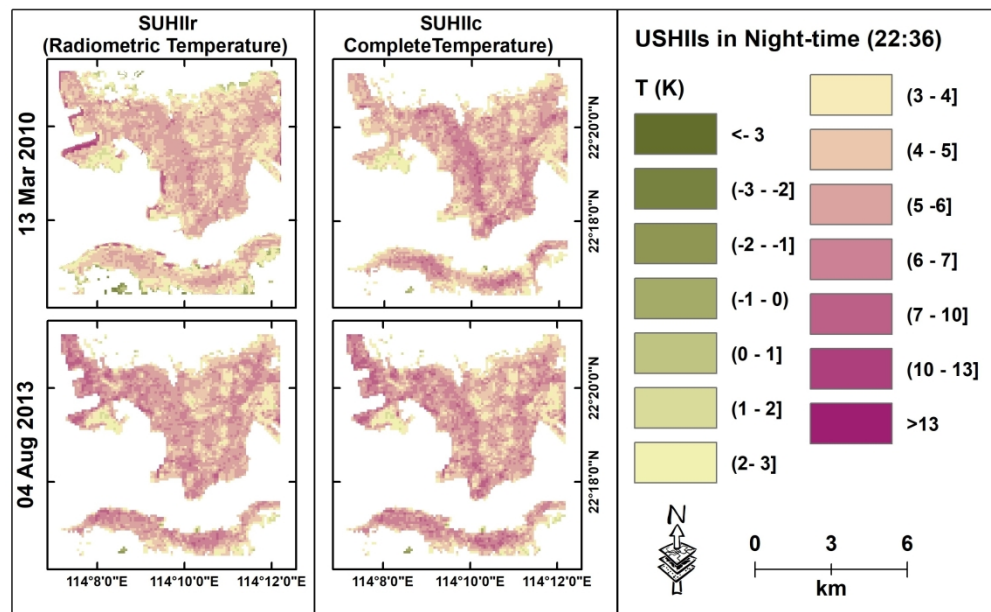 SUHIIr
(Radiometric Temperature)
SUHIIc
CompleteTemperature)
13 Mar 2010
22°20'0"N
22°18'0"N
04 Aug 2013
22°20'0"N
22°18'0"N
114°8'0"E
114°10'0"E
114°12'0"E
114°8'0"E
114°10'0"E
114°12'0"E
USHIIs in Night-time (22:36)
T (K)
<- 3
(-3 - -2]
(-2 - -1]
(-1 - 0)
(0 - 1]
(1 - 2]
(2- 3]
(3 - 4]
(4 - 5]
(5 -6]
(6 - 7]
(7 - 10]
(10 - 13]
>13
N
0 3 6
km